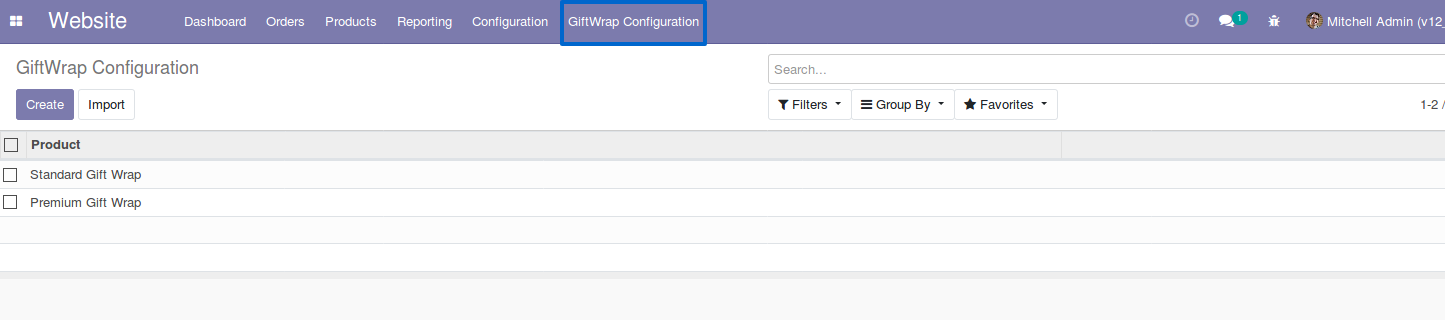 Website Dashboard Orders Products Reporting Configuration GiftWrap Configuration 1 Mitchell Admin (v12_
GiftWrap Configuration Search...
Create Import Filters Group By Favorites 1-2 /
Product
Standard Gift Wrap
Premium Gift Wrap